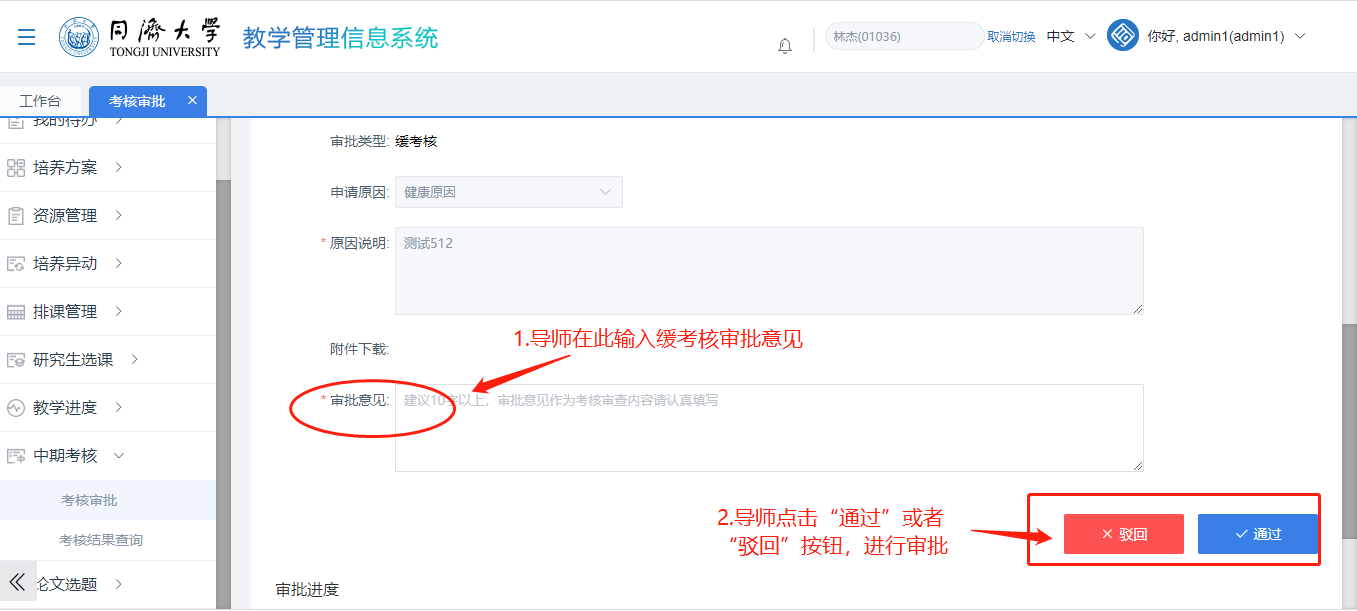 同濟大学
TONGJI UNIVERSITY
教学管理信息系统
林杰(01036)
取消切换
中文
你好, admin1(admin1)
工作台
考核审批
我的待办
培养方案
资源管理
培养异动
排课管理
研究生选课
教学进度
中期考核
考核审批
考核结果查询
论文选题
审批类型: 缓考核
申请原因: 健康原因
* 原因说明: 测试512
附件下载:
1.导师在此输入缓考核审批意见
* 审批意见: 建议10字以上，审批意见作为考核审查内容请认真填写
2.导师点击“通过”或者
“驳回”按钮，进行审批
驳回
通过
审批进度